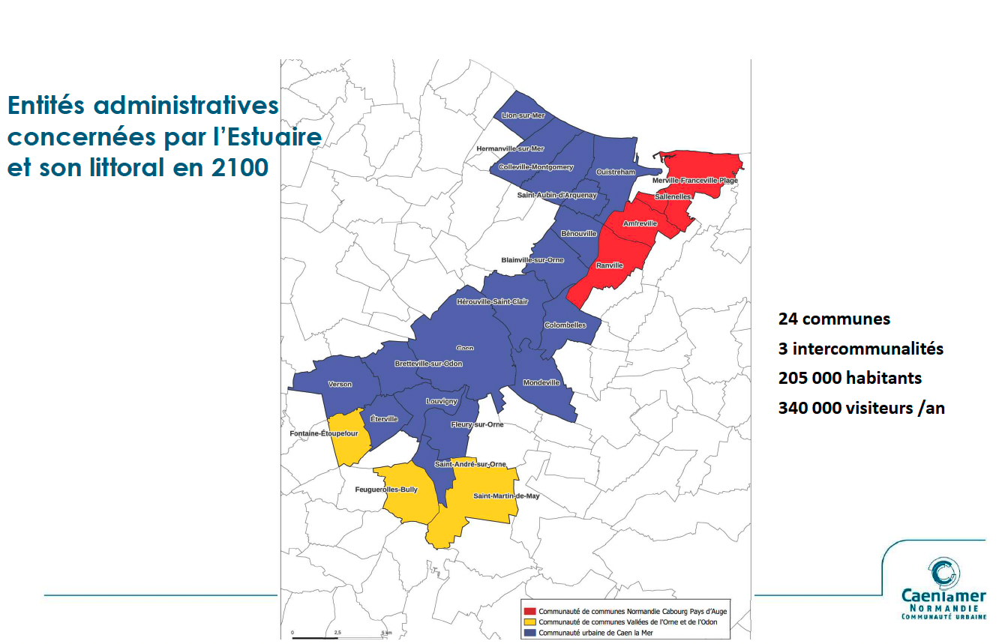 Entités administratives
concernées par l'Estuaire
et son littoral en 2100
Lion-sur-Mer
Hermanville-sur-Mer
Colleville-Montgomery
Ouistreham
Merville-Franceville-Plage
Saint-Aubin-d'Arquenay
Sallenelles
Amfreville
Bénouville
Blainville-sur-Orne
Ranville
Hérouville-Saint-Clair
Colombelles
Caen
Bretteville-sur-Odon
Verson
Mondeville
Louvigny
Éterville
Fleury-sur-Orne
Fontaine-Étoupefour
Saint-André-sur-Orne
Feuguerolles-Bully
Saint-Martin-de-May
24 communes
3 intercommunalités
205 000 habitants
340 000 visiteurs /an
Communauté de communes Normandie Cabourg Pays d'Auge
Communauté de communes Vallées de l'Orne et de l'Odon
Communauté urbaine de Caen la Mer
0 2,5 5 km
Caenlamer
NORMANDIE
COMMUNAUTÉ URBAINE